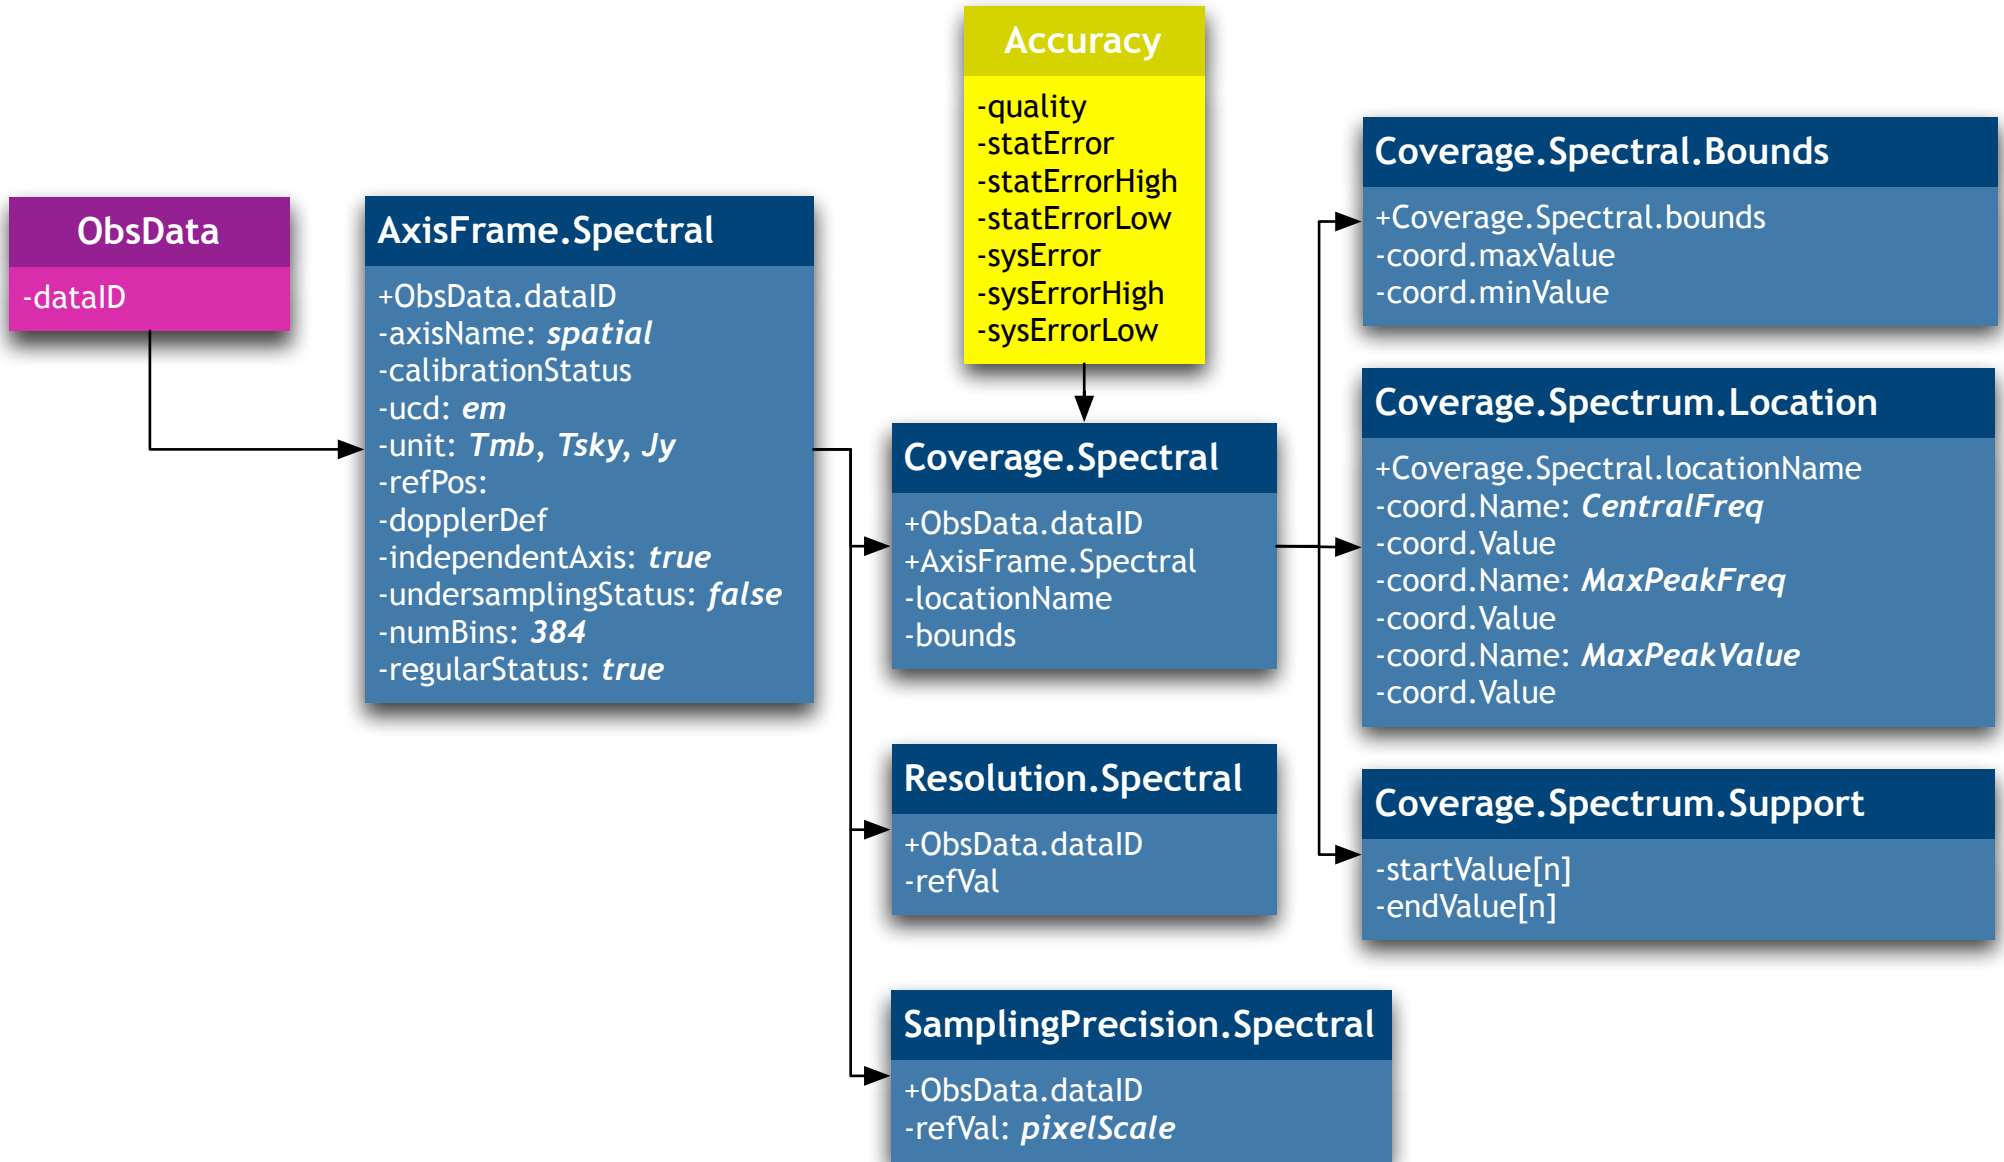 ObsData
-dataID
AxisFrame.Spectral
+ObsData.dataID
-axisName: spatial
-calibrationStatus
-ucd: em
-unit: Tmb, Tsky, Jy
-refPos:
-dopplerDef
-independentAxis: true
-undersamplingStatus: false
-numBins: 384
-regularStatus: true
Accuracy
-quality
-statError
-statErrorHigh
-statErrorLow
-sysError
-sysErrorHigh
-sysErrorLow
Coverage.Spectral
+ObsData.dataID
+AxisFrame.Spectral
-locationName
-bounds
Resolution.Spectral
+ObsData.dataID
-refVal
SamplingPrecision.Spectral
+ObsData.dataID
-refVal: pixelScale
Coverage.Spectral.Bounds
+Coverage.Spectral.bounds
-coord.maxValue
-coord.minValue
Coverage.Spectrum.Location
+Coverage.Spectral.locationName
-coord.Name: CentralFreq
-coord.Value
-coord.Name: MaxPeakFreq
-coord.Value
-coord.Name: MaxPeakValue
-coord.Value
Coverage.Spectrum.Support
-startValue[n]
-endValue[n]